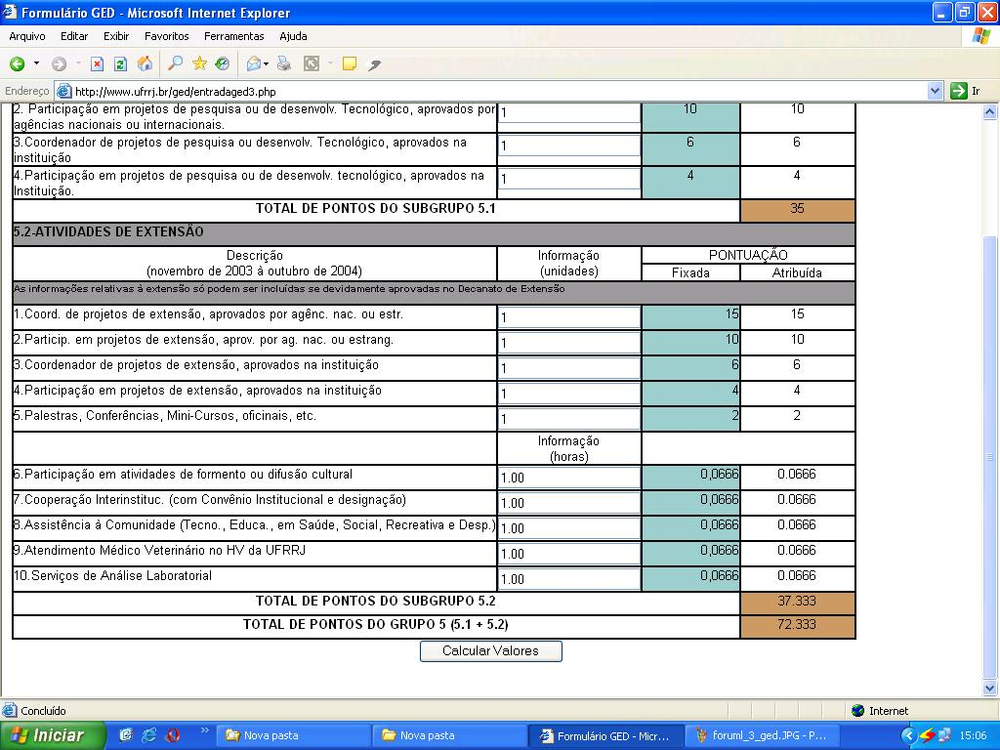 Formulário GED - Microsoft Internet Explorer
Arquivo Editar Exibir Favoritos Ferramentas Ajuda
Endereço http://www.ufrrj.br/ged/entradaged3.php Ir
2. Participação em projetos de pesquisa ou desenvolv. Tecnológico, aprovados por agências nacionais ou internacionais. 1 10 10
3.Coordenador de projetos de pesquisa ou desenvolv. Tecnológico, aprovados na instituição 1 6 6
4.Participação em projetos de pesquisa ou de desenvolv. tecnológico, aprovados na Instituição. 1 4 4
TOTAL DE PONTOS DO SUBGRUPO 5.1 35
5.2-ATIVIDADES DE EXTENSÃO
Descrição
(novembro de 2003 à outubro de 2004)
Informação
(unidades)
PONTUAÇÃO
Fixada Atribuída
As informações relativas à extensão só podem ser incluídas se devidamente aprovadas no Decanato de Extensão
1.Coord. de projetos de extensão, aprovados por agênc. nac. ou estr. 1 15 15
2.Particip. em projetos de extensão, aprov. por ag. nac. ou estrang. 1 10 10
3.Coordenador de projetos de extensão, aprovados na instituição 1 6 6
4.Participação em projetos de extensão, aprovados na instituição 1 4 4
5.Palestras, Conferências, Mini-Cursos, oficinais, etc. 1 2 2
Informação
(horas)
6.Participação em atividades de formento ou difusão cultural 1.00 0,0666 0.0666
7.Cooperação Interinstituc. (com Convênio Institucional e designação) 1.00 0,0666 0.0666
8.Assistência à Comunidade (Tecno., Educa., em Saúde, Social, Recreativa e Desp.) 1.00 0,0666 0.0666
9.Atendimento Médico Veterinário no HV da UFRRJ 1.00 0,0666 0.0666
10.Serviços de Análise Laboratorial 1.00 0,0666 0.0666
TOTAL DE PONTOS DO SUBGRUPO 5.2 37.333
TOTAL DE PONTOS DO GRUPO 5 (5.1 + 5.2) 72.333
Calcular Valores
Concluído Internet
Iniciar » Nova pasta Nova pasta Formulário GED - Micr... foruml_3_ged.JPG - P... 15:06